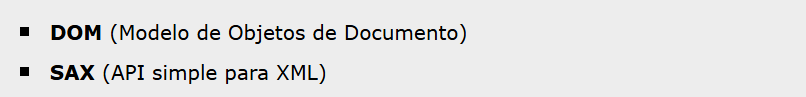 ▪ DOM (Modelo de Objetos de Documento)
▪ SAX (API simple para XML)